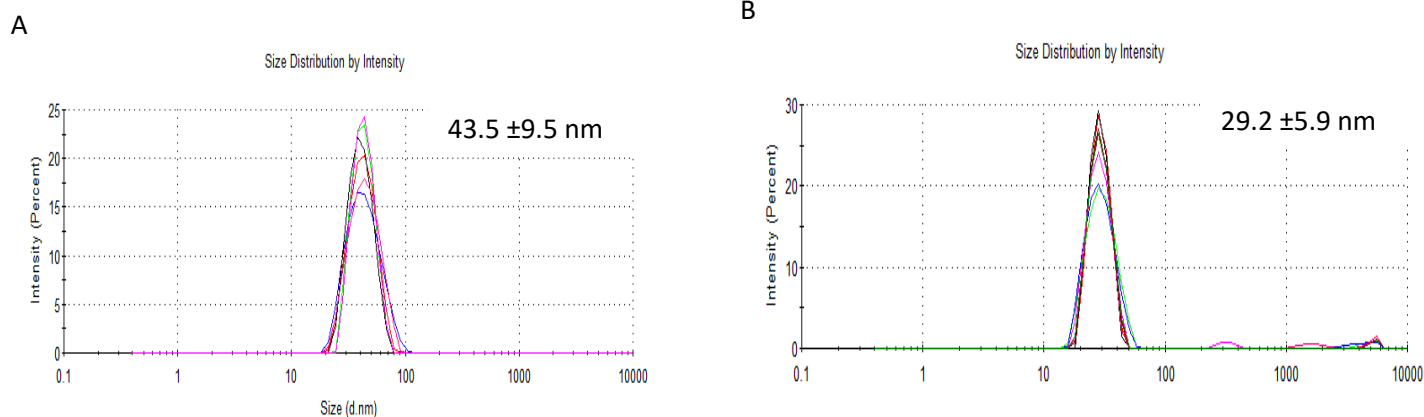 A
Size Distribution by Intensity
43.5 ±9.5 nm
Intensity (Percent)
25
20
15
10
5
0
0.1 1 10 100 1000 10000
Size (d.nm)
B
Size Distribution by Intensity
29.2 ±5.9 nm
Intensity (Percent)
30
20
10
0
0.1 1 10 100 1000 10000